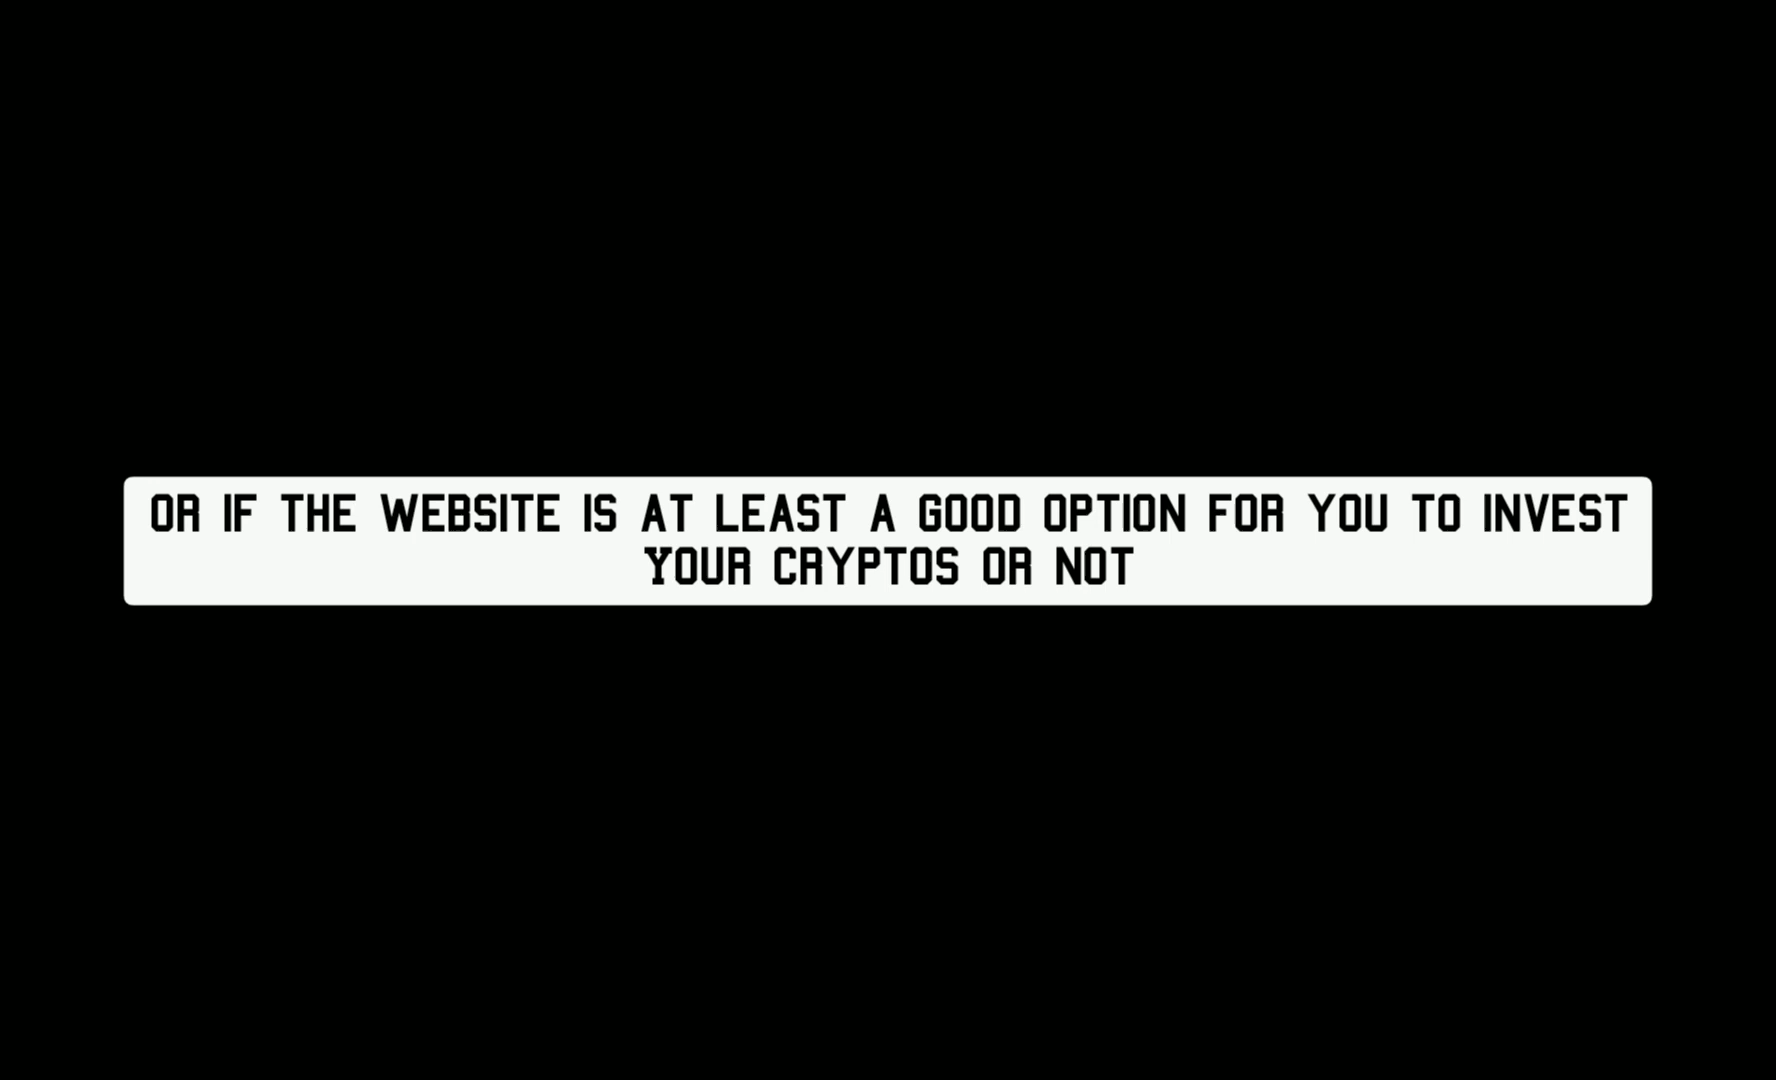 OR IF THE WEBSITE IS AT LEAST A GOOD OPTION FOR YOU TO INVEST
YOUR CRYPTOS OR NOT